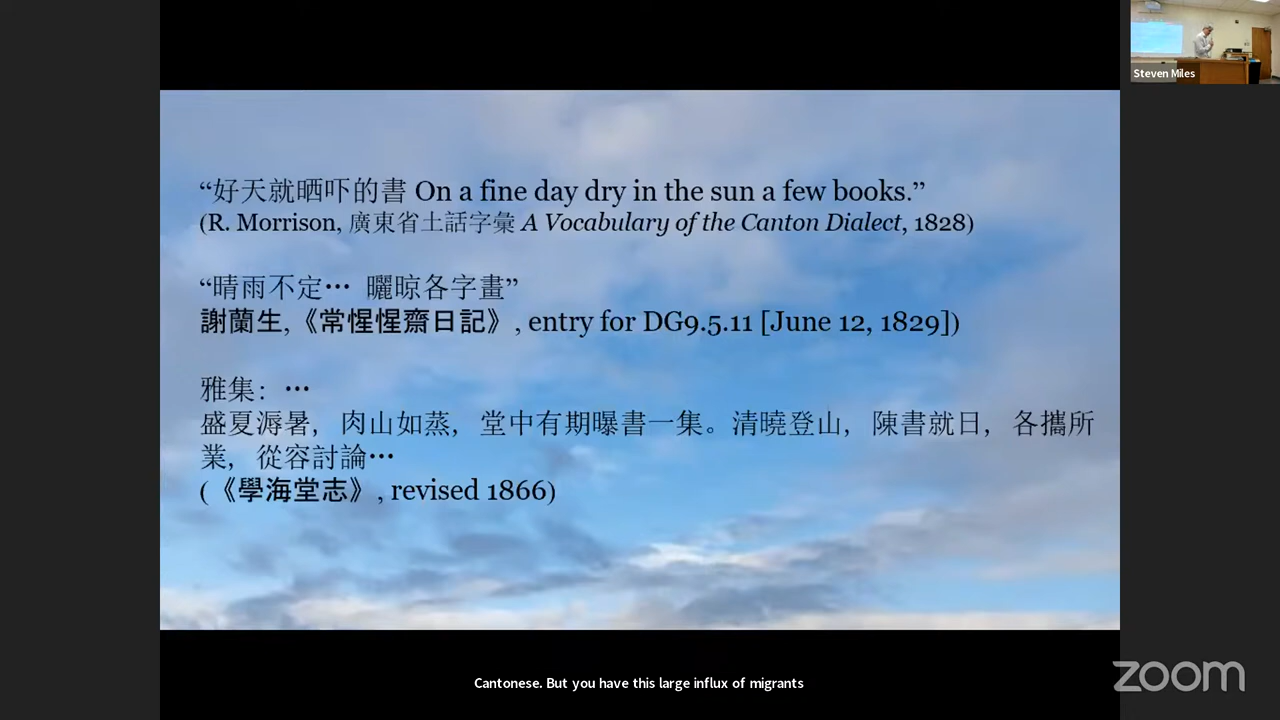 Steven Miles
“好天就晒吓的書 On a fine day dry in the sun a few books.”
(R. Morrison, 廣東省土話字彙 A Vocabulary of the Canton Dialect, 1828)
“晴雨不定… 曬晾各字畫”
謝蘭生,《常惺惺齋日記》, entry for DG9.5.11 [June 12, 1829])
雅集：…
盛夏溽暑，肉山如蒸，堂中有期曝書一集。清曉登山，陳書就日，各攜所
業，從容討論…
(《學海堂志》, revised 1866)
Cantonese. But you have this large influx of migrants
zoom